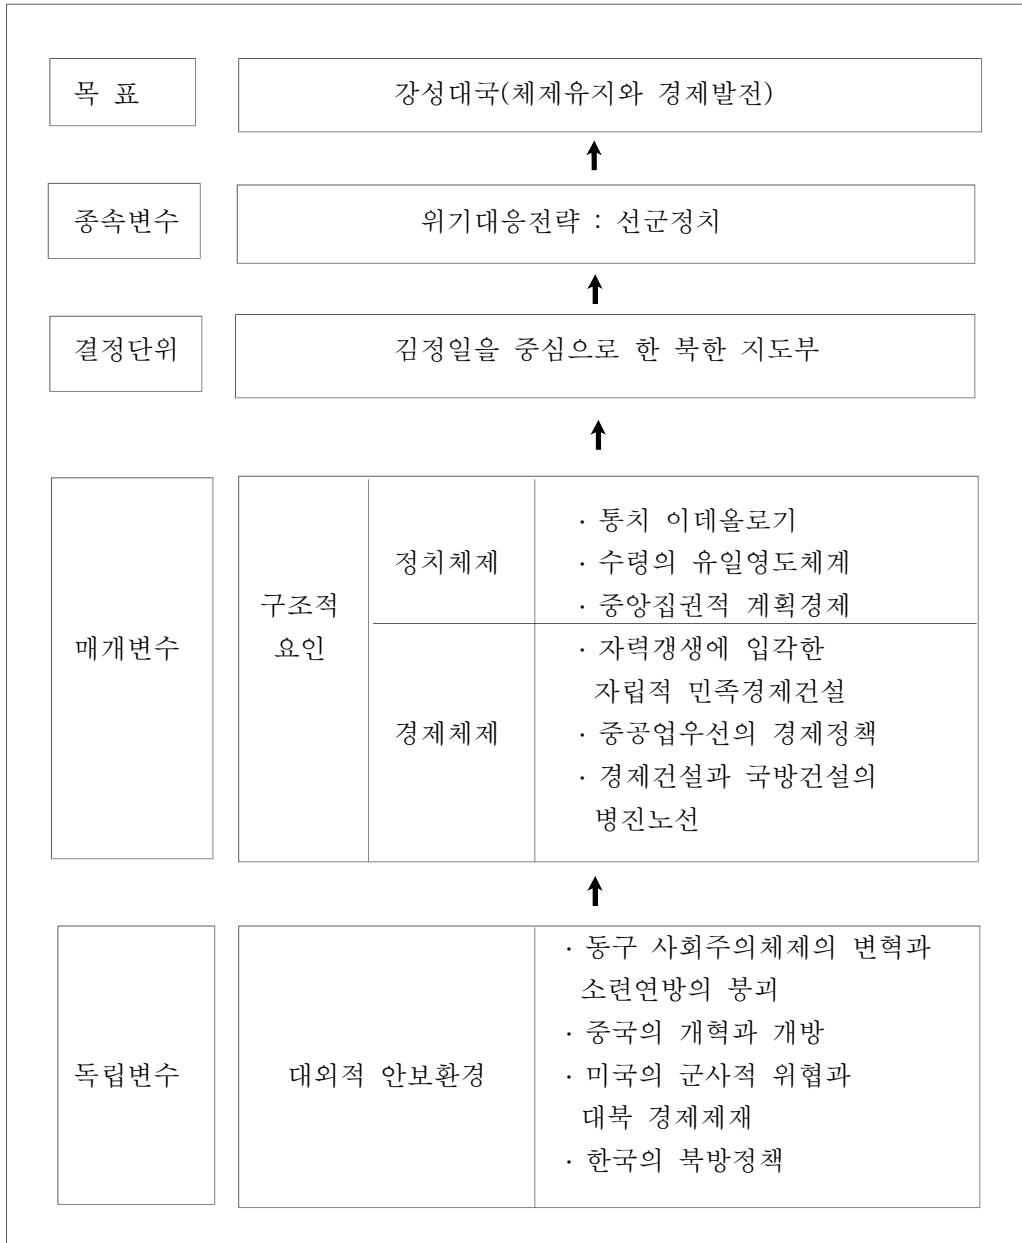 목 표
강성대국(체제유지와 경제발전)
종속변수
위기대응전략 : 선군정치
결정단위
김정일을 중심으로 한 북한 지도부
매개변수
구조적
요인
정치체제
· 통치 이데올로기
· 수령의 유일영도체계
· 중앙집권적 계획경제
경제체제
· 자력갱생에 입각한
자립적 민족경제건설
· 중공업우선의 경제정책
· 경제건설과 국방건설의
병진노선
독립변수
대외적 안보환경
· 동구 사회주의체제의 변혁과
소련연방의 붕괴
· 중국의 개혁과 개방
· 미국의 군사적 위협과
대북 경제제재
· 한국의 북방정책